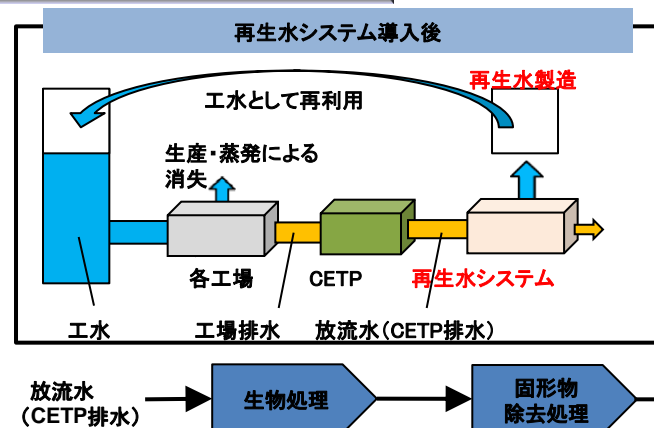 再生水システム導入後
再生水製造
工水として再利用
生産・蒸発による
消失
各工場
CETP
再生水システム
工水
工場排水
放流水(CETP排水)
放流水
(CETP排水)
生物処理
固形物
除去処理